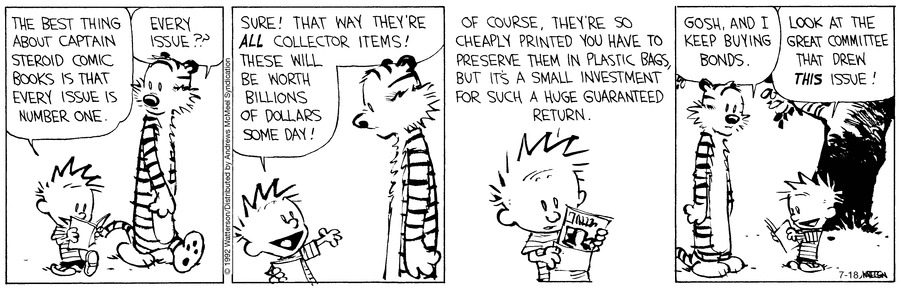 THE BEST THING
ABOUT CAPTAIN
STEROID COMIC
BOOKS IS THAT
EVERY ISSUE IS
NUMBER ONE.
EVERY
ISSUE??
© 1992 Watterson/Distributed by Andrews McMeel Syndication
SURE! THAT WAY THEY'RE
ALL COLLECTOR ITEMS!
THESE WILL
BE WORTH
BILLIONS
OF DOLLARS
SOME DAY!
OF COURSE, THEY'RE SO
CHEAPLY PRINTED YOU HAVE TO
PRESERVE THEM IN PLASTIC BAGS,
BUT IT'S A SMALL INVESTMENT
FOR SUCH A HUGE GUARANTEED
RETURN.
GOSH, AND I
KEEP BUYING
BONDS.
LOOK AT THE
GREAT COMMITTEE
THAT DREW
THIS ISSUE!
7-18 WATTERSON